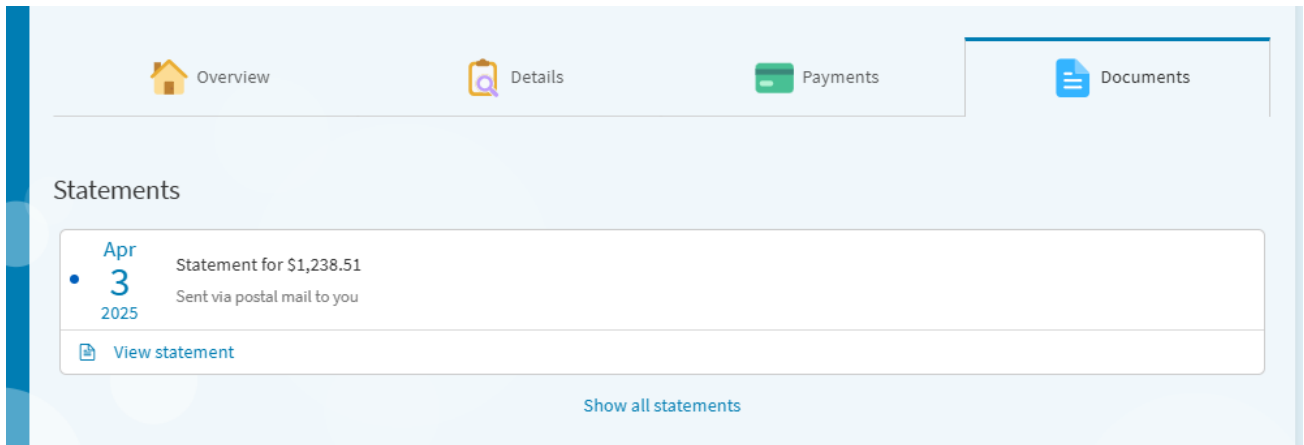 Overview
Details
Payments
Documents
Statements
Apr
3
2025
Statement for $1,238.51
Sent via postal mail to you
View statement
Show all statements